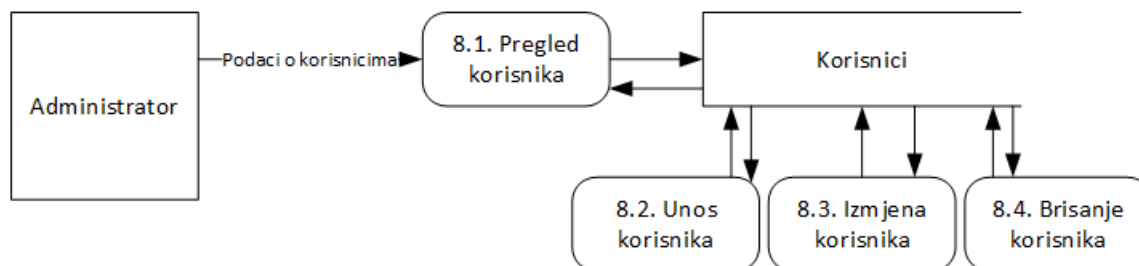 Administrator
Podaci o korisnicima
8.1. Pregled
korisnika
Korisnici
8.2. Unos
korisnika
8.3. Izmjena
korisnika
8.4. Brisanje
korisnika